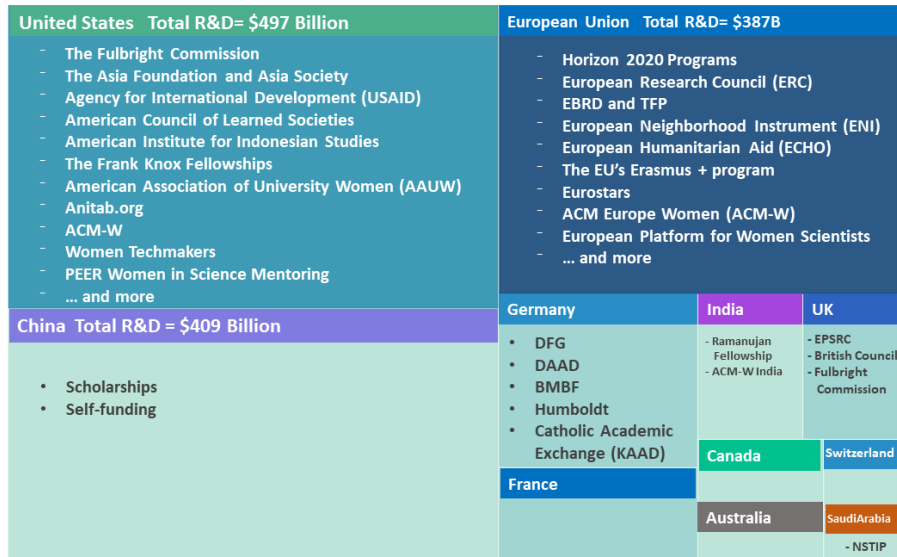 United States Total R&D= $497 Billion
- The Fulbright Commission
- The Asia Foundation and Asia Society
- Agency for International Development (USAID)
- American Council of Learned Societies
- American Institute for Indonesian Studies
- The Frank Knox Fellowships
- American Association of University Women (AAUW)
- Anitab.org
- ACM-W
- Women Techmakers
- PEER Women in Science Mentoring
- … and more
European Union Total R&D= $387B
- Horizon 2020 Programs
- European Research Council (ERC)
- EBRD and TFP
- European Neighborhood Instrument (ENI)
- European Humanitarian Aid (ECHO)
- The EU's Erasmus + program
- Eurostars
- ACM Europe Women (ACM-W)
- European Platform for Women Scientists
- … and more
China Total R&D = $409 Billion
• Scholarships
• Self-funding
Germany
• DFG
• DAAD
• BMBF
• Humboldt
• Catholic Academic
Exchange (KAAD)
France
India
- Ramanujan
Fellowship
- ACM-W India
UK
- EPSRC
- British Council
- Fulbright
Commission
Canada
Switzerland
Australia
SaudiArabia
- NSTIP